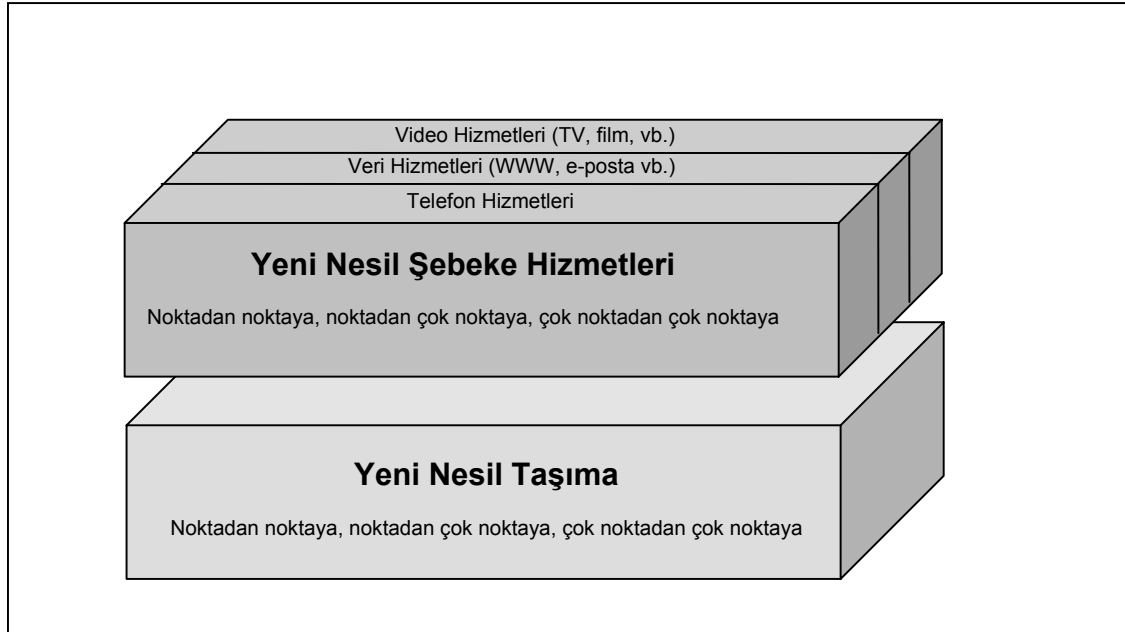 Video Hizmetleri (TV, film, vb.)
Veri Hizmetleri (WWW, e-posta vb.)
Telefon Hizmetleri
Yeni Nesil Şebeke Hizmetleri
Noktadan noktaya, noktadan çok noktaya, çok noktadan çok noktaya
Yeni Nesil Taşıma
Noktadan noktaya, noktadan çok noktaya, çok noktadan çok noktaya